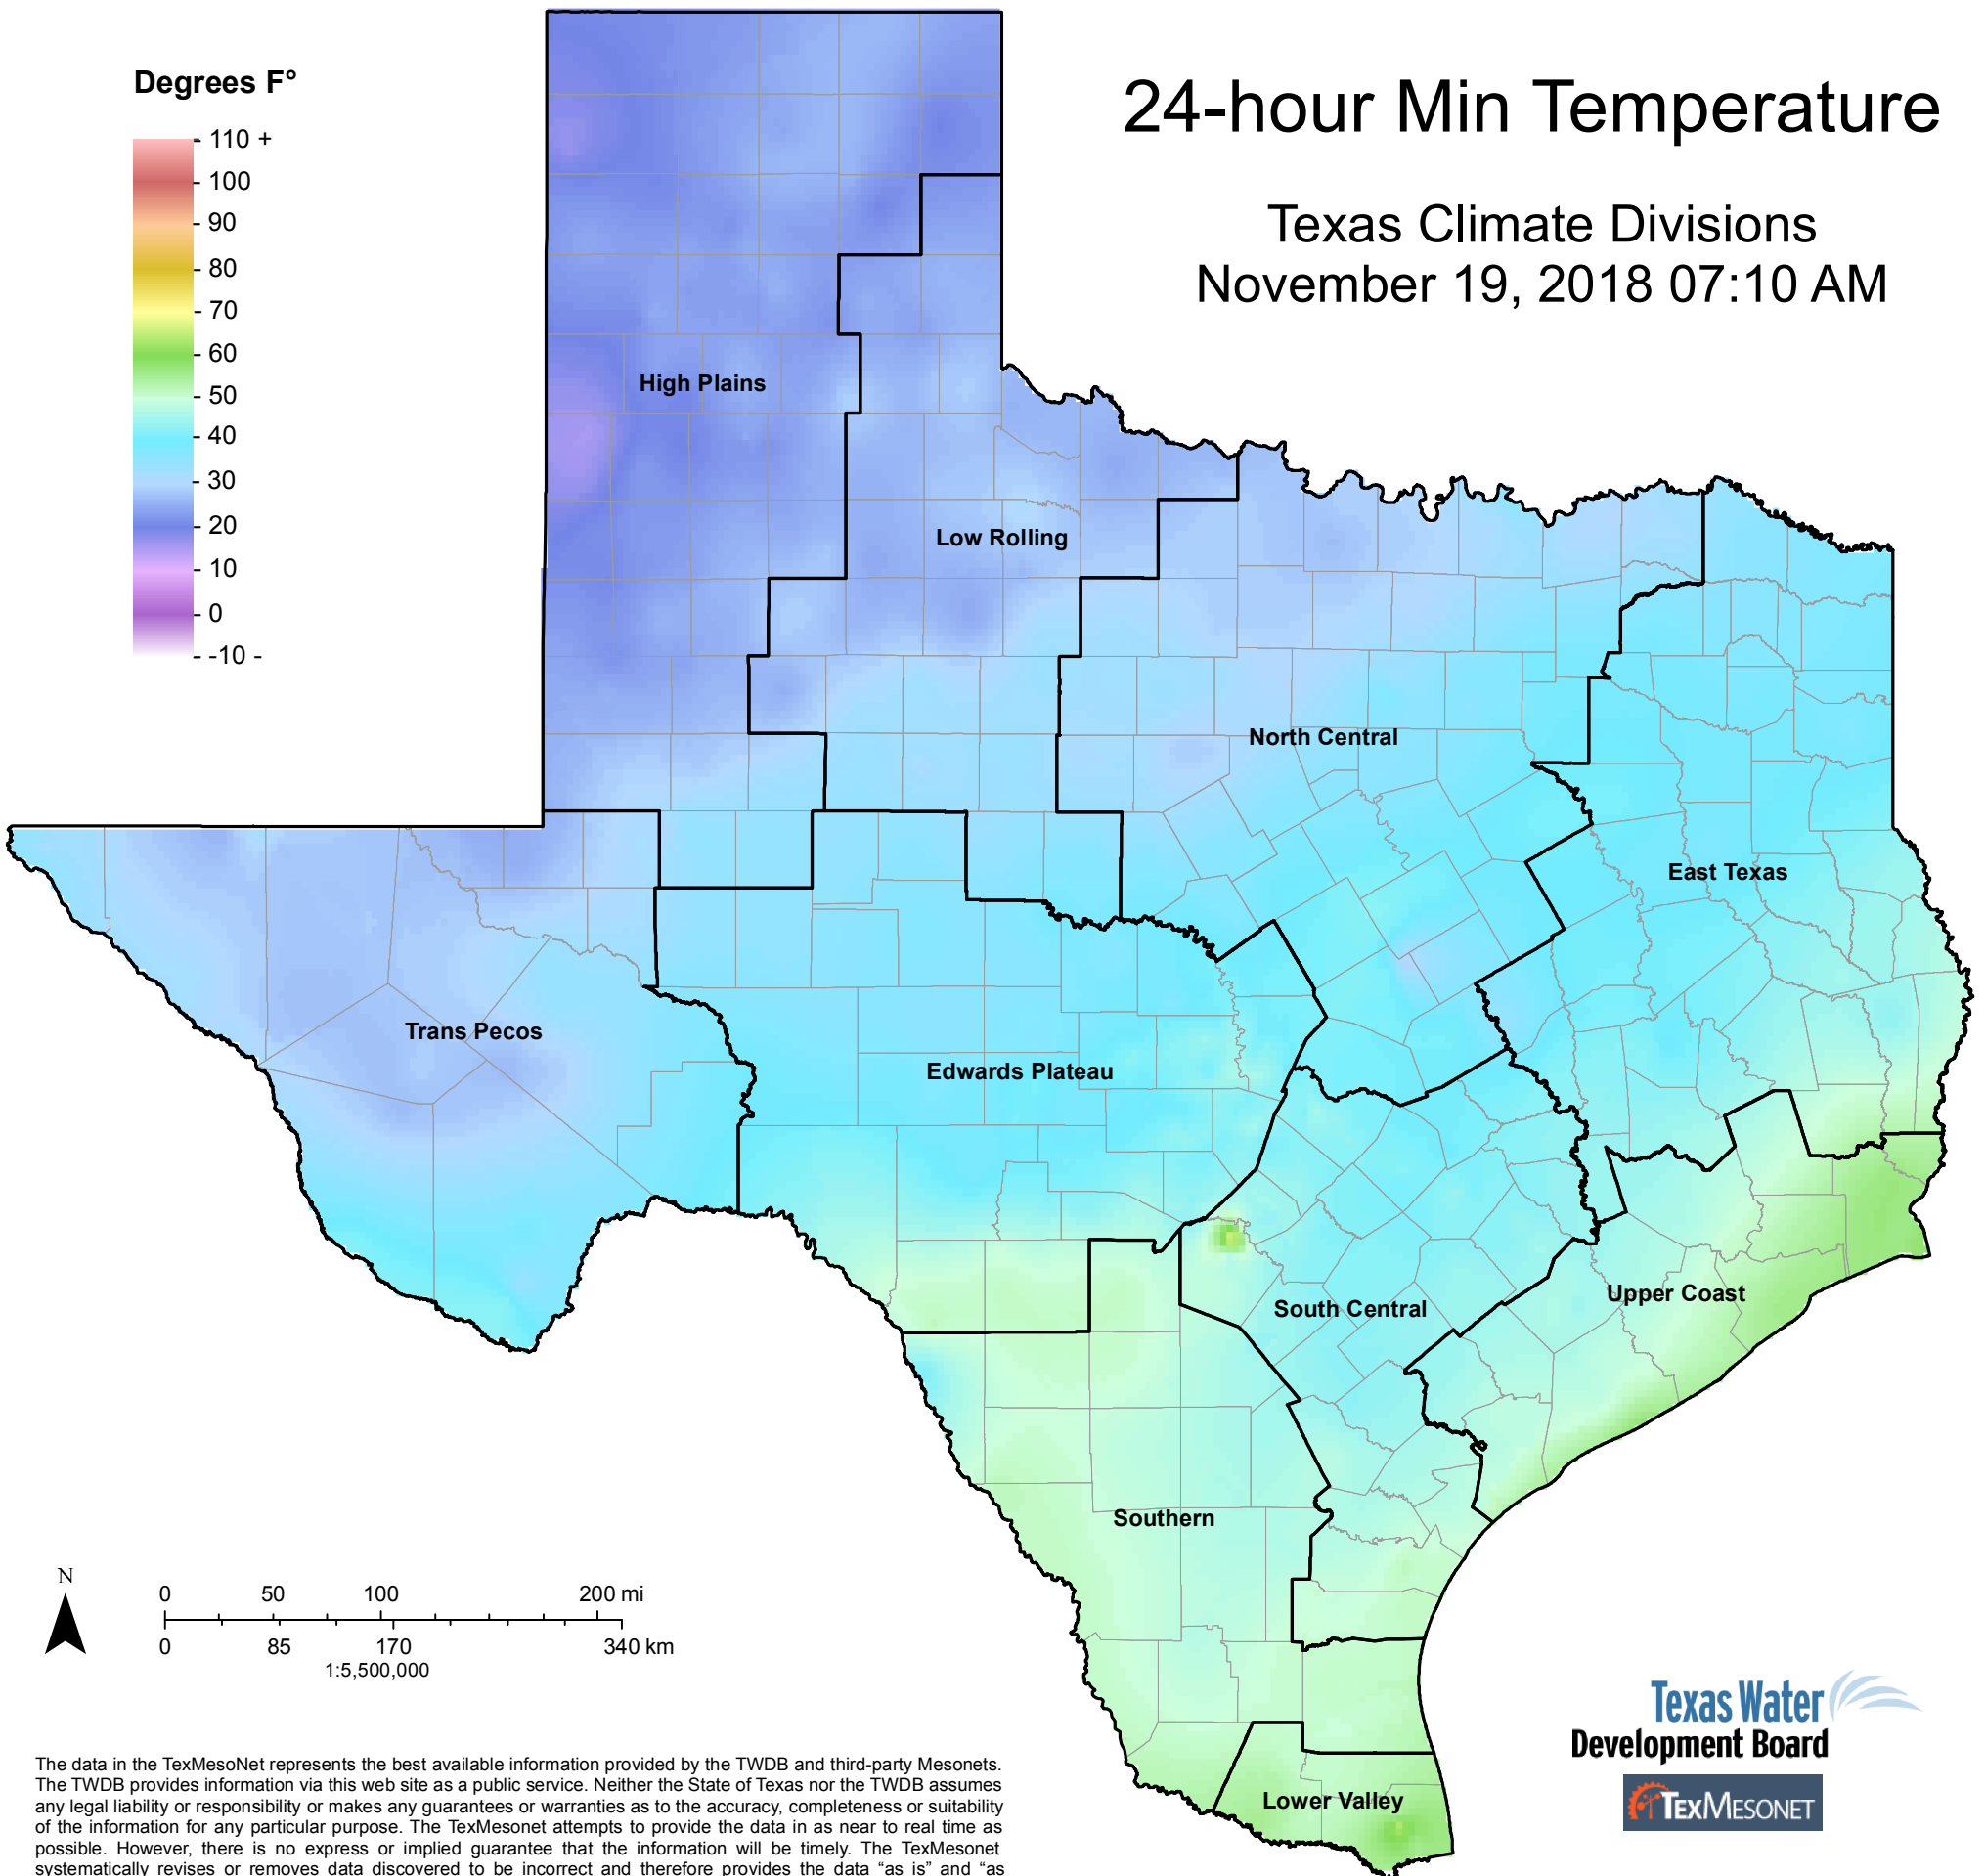 24-hour Min Temperature
Texas Climate Divisions
November 19, 2018 07:10 AM
Degrees F°
110 +
100
90
80
70
60
50
40
30
20
10
0
-10 -
High Plains
Low Rolling
North Central
East Texas
Trans Pecos
Edwards Plateau
South Central
Upper Coast
Southern
Lower Valley
N
0 50 100 200 mi
0 85 170 340 km
1:5,500,000
The data in the TexMesoNet represents the best available information provided by the TWDB and third-party Mesonets.
The TWDB provides information via this web site as a public service. Neither the State of Texas nor the TWDB assumes
any legal liability or responsibility or makes any guarantees or warranties as to the accuracy, completeness or suitability
of the information for any particular purpose. The TexMesonet attempts to provide the data in as near to real time as
possible. However, there is no express or implied guarantee that the information will be timely. The TexMesonet
systematically revises or removes data discovered to be incorrect and therefore provides the data “as is” and “as
Texas Water
Development Board
TEXMESONET